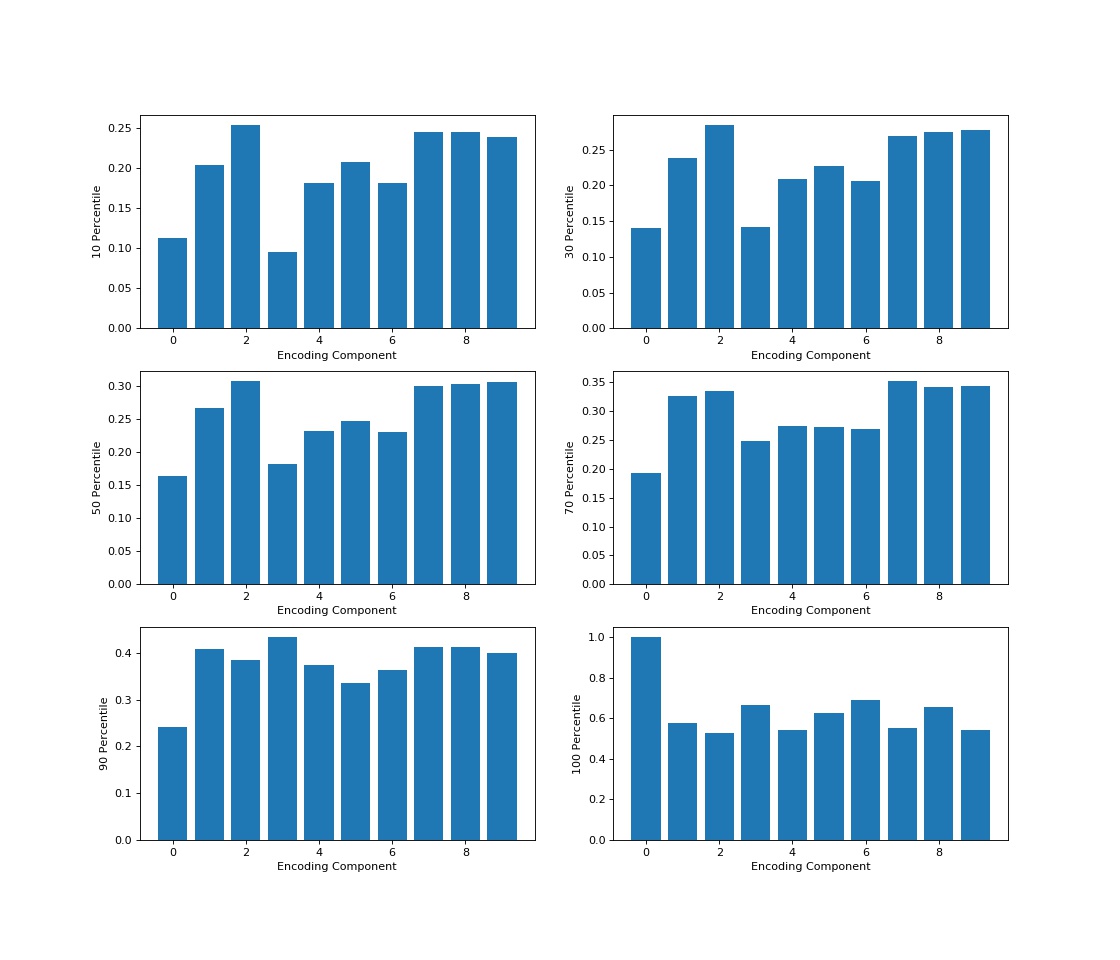 0.25
0.20
0.15
0.10
0.05
0.00
10 Percentile
0 2 4 6 8
Encoding Component
0.25
0.20
0.15
0.10
0.05
0.00
30 Percentile
0 2 4 6 8
Encoding Component
0.30
0.25
0.20
0.15
0.10
0.05
0.00
50 Percentile
0 2 4 6 8
Encoding Component
0.35
0.30
0.25
0.20
0.15
0.10
0.05
0.00
70 Percentile
0 2 4 6 8
Encoding Component
0.4
0.3
0.2
0.1
0.0
90 Percentile
0 2 4 6 8
Encoding Component
1.0
0.8
0.6
0.4
0.2
0.0
100 Percentile
0 2 4 6 8
Encoding Component